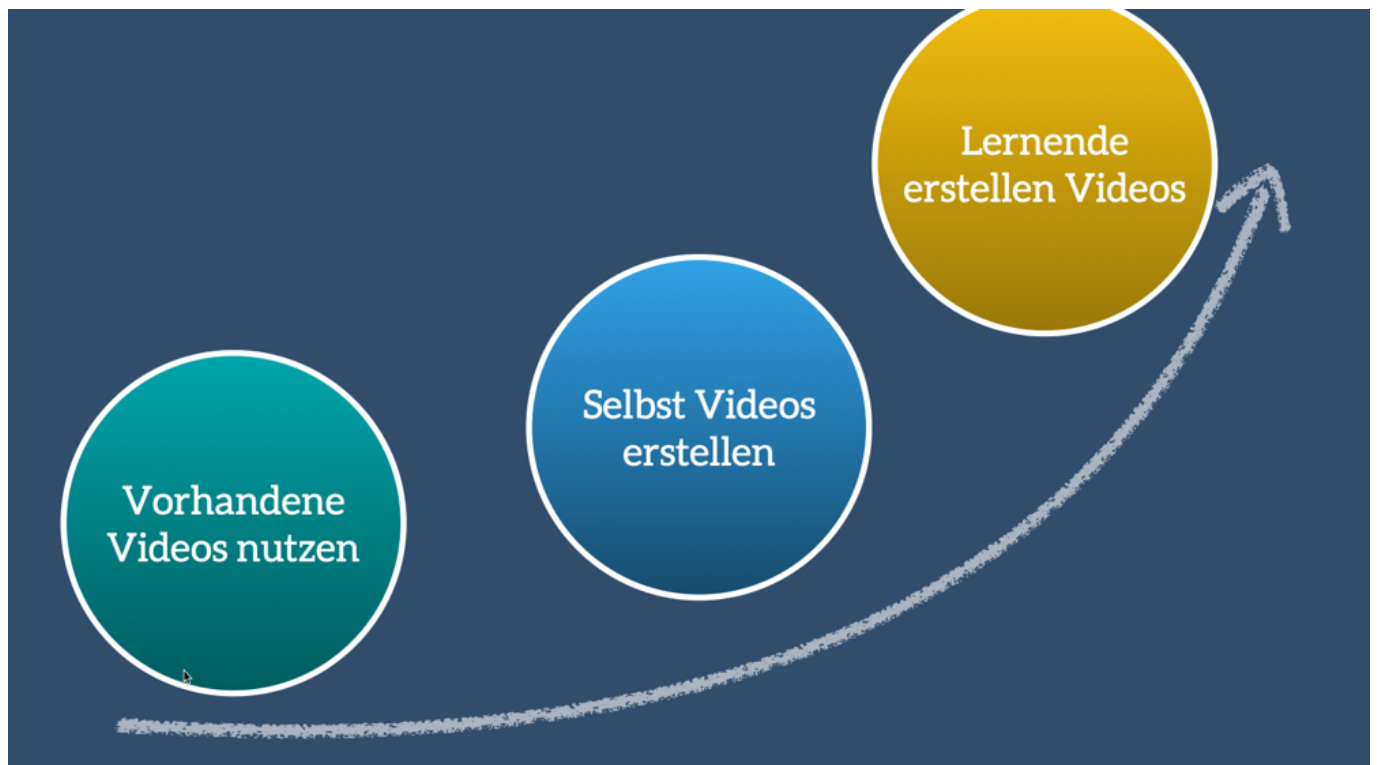 Vorhandene
Videos nutzen
Selbst Videos
erstellen
Lernende
erstellen Videos